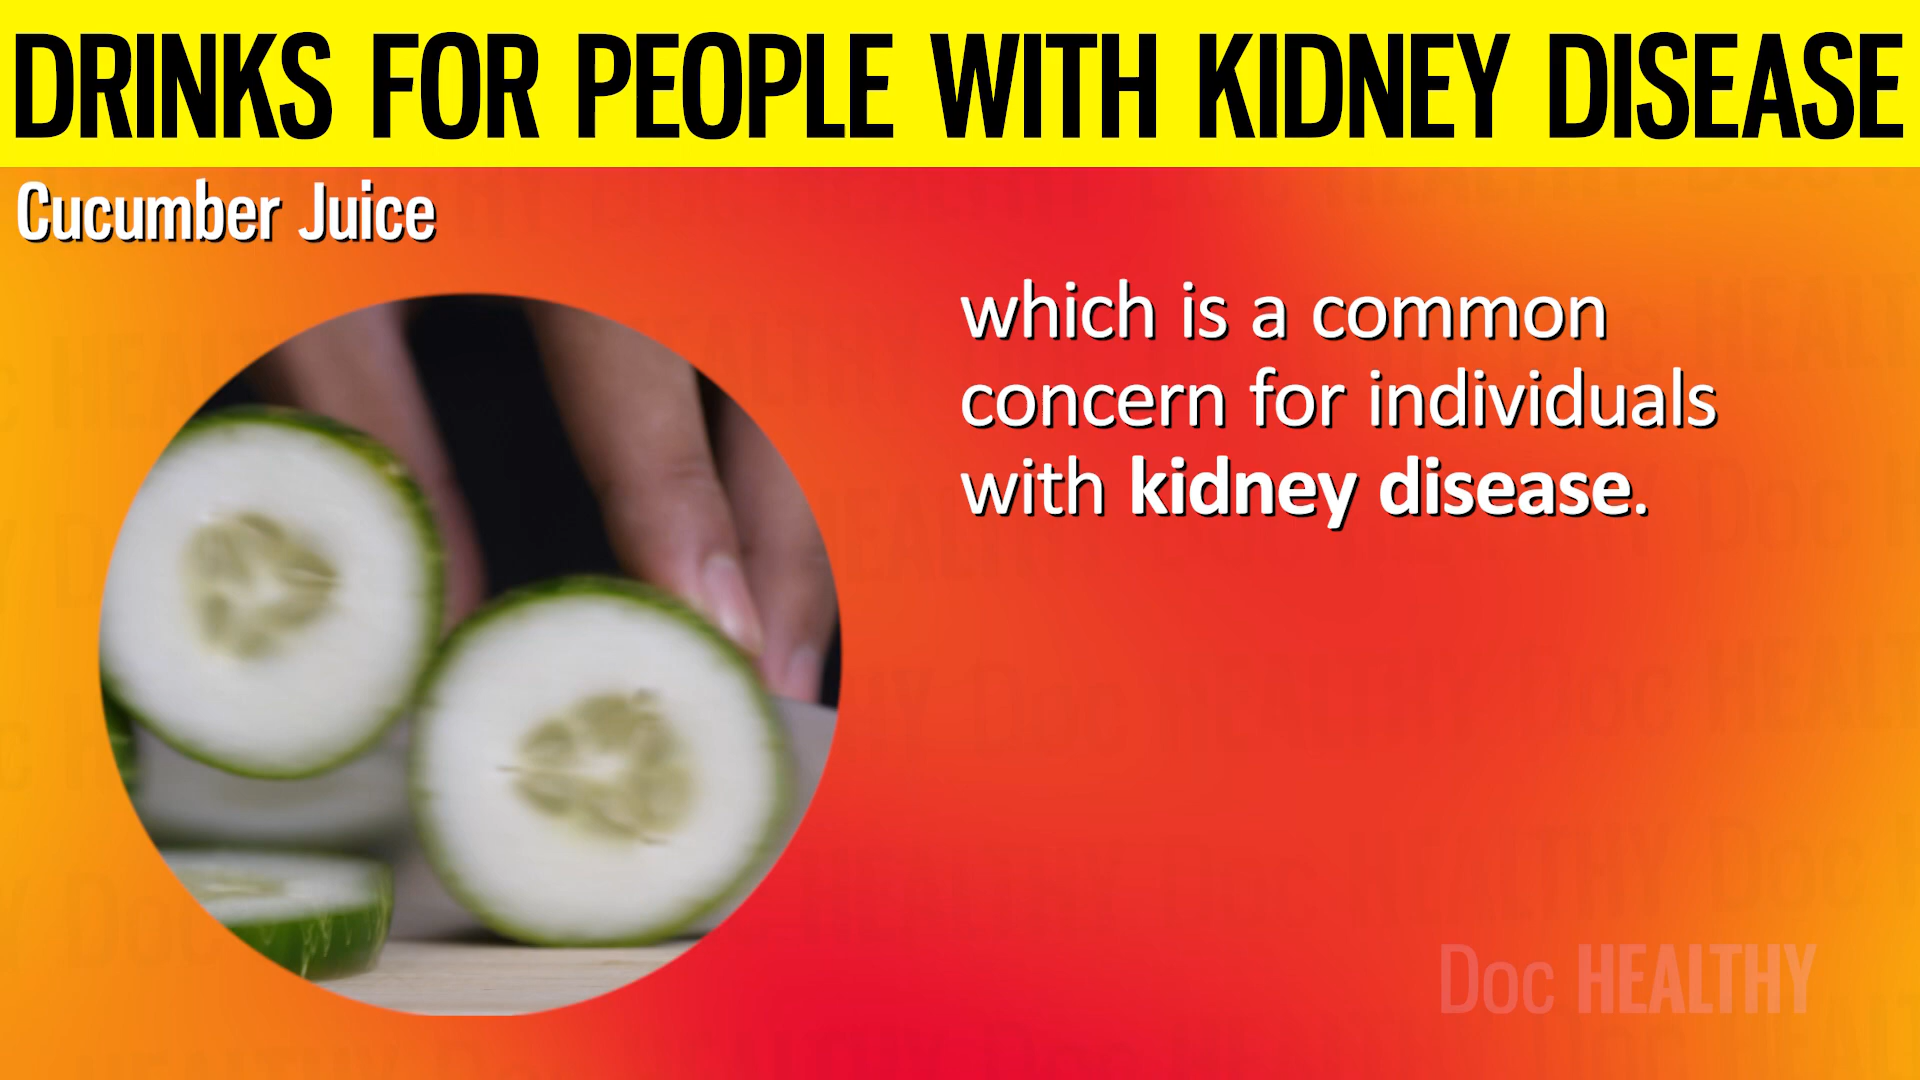 DRINKS FOR PEOPLE WITH KIDNEY DISEASE
Cucumber Juice
which is a common
concern for individuals
with kidney disease.
Doc HEALTHY